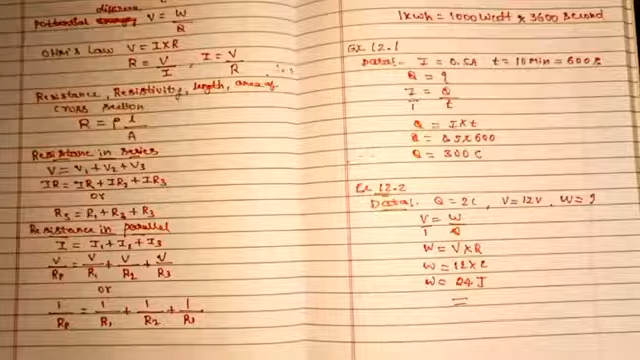 difference
Potential energy V = W/Q
Ohm's Law V = I×R
R = V/I , I = V/R
Resistance, Resistivity, length, area of
cross section
R = ρ l/A
Resistance in series
V = V₁ + V₂ + V₃
IR = IR + IR₂ + IR₃
or
Rs = R₁ + R₂ + R₃
Resistance in parallel
I = I₁ + I₂ + I₃
V/Rp = V/R₁ + V/R₂ + V/R₃
or
1/Rp = 1/R₁ + 1/R₂ + 1/R₃
1kwh = 1000 Watt × 3600 second
Ex 12.1
Data:. I = 0.5A t = 10 min = 600 s
Q = ?
I/1 = Q/t
Q = I×t
Q = 0.5×600
Q = 300 C
Ex 12.2
Data:. Q = 2C , V = 12V . W = ?
V/1 = W/Q
W = V×Q
W = 12×2
W = 24 J